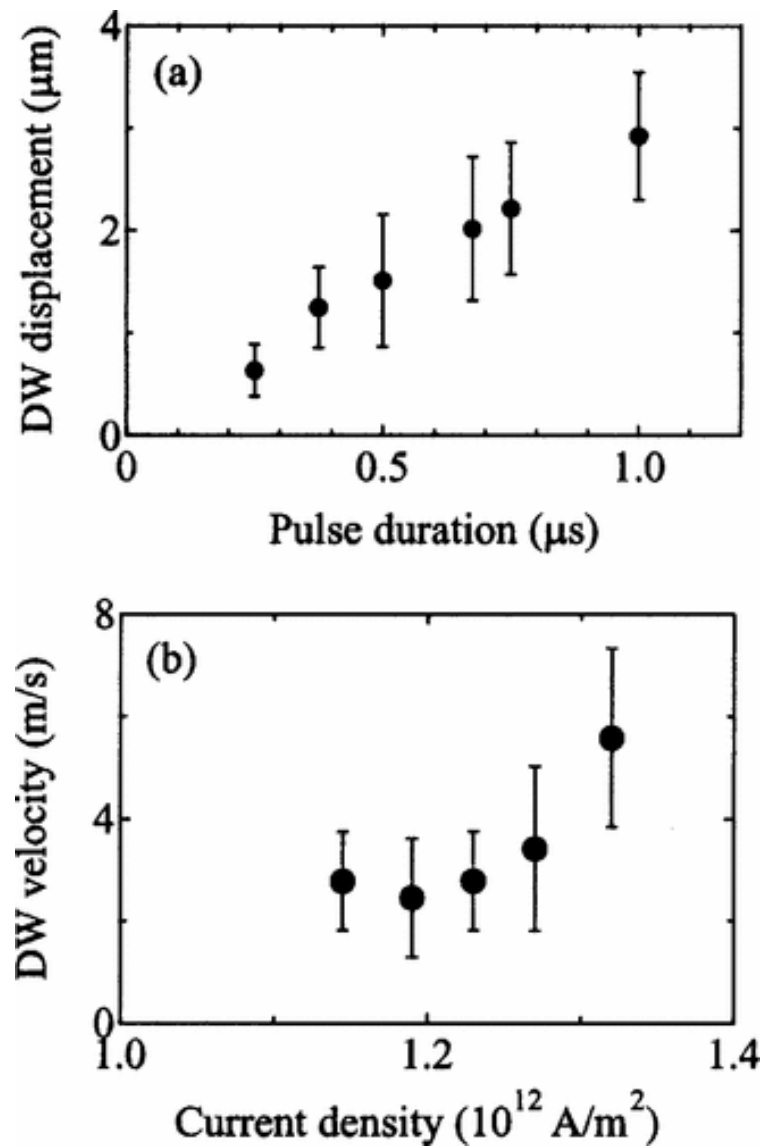 (a)
DW displacement (μm)
4
2
0
0 0.5 1.0
Pulse duration (μs)
(b)
DW velocity (m/s)
8
4
0
1.0 1.2 1.4
Current density (10¹² A/m²)